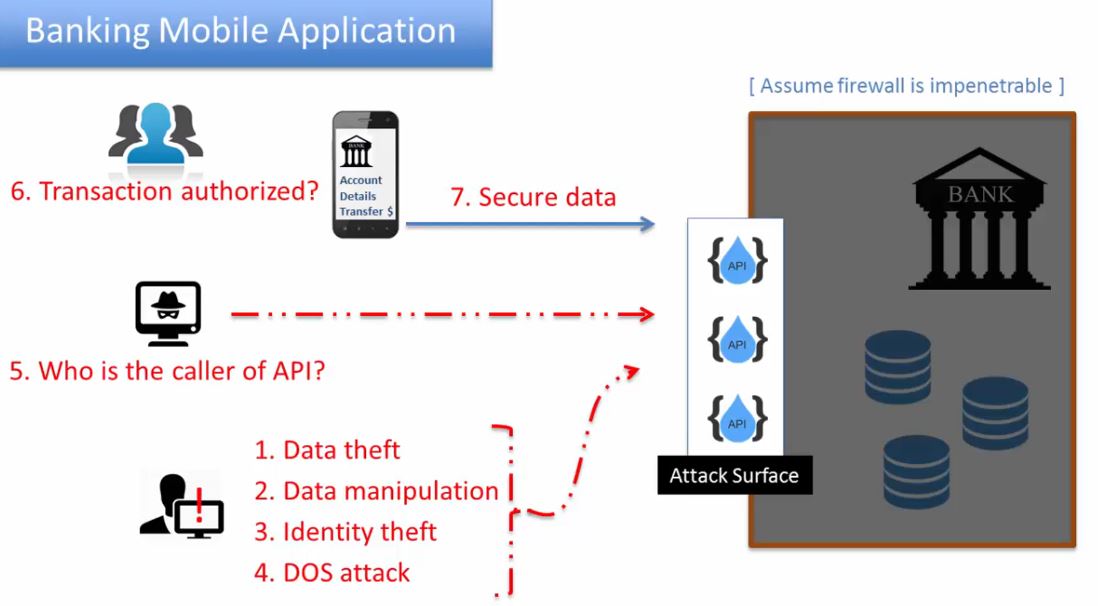 Banking Mobile Application
[ Assume firewall is impenetrable ]
BANK
Account
Details
Transfer $
6. Transaction authorized?
7. Secure data
BANK
{API}
{API}
{API}
5. Who is the caller of API?
1. Data theft
2. Data manipulation
3. Identity theft
4. DOS attack
Attack Surface